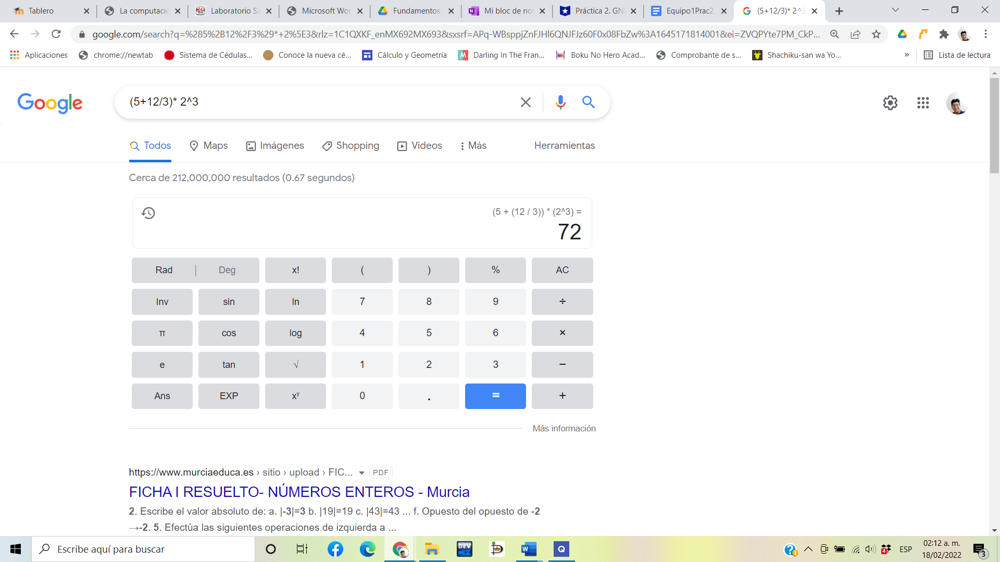 Tablero
La computació
Laboratorio Sa
Microsoft Wor
Fundamentos
Mi bloc de not
Práctica 2. GN
Equipo1Prac2
(5+12/3)* 2^3
google.com/search?q=%285%2B12%2F3%29*+2%5E3&rlz=1C1QXKF_enMX692MX693&sxsrf=APq-WBsppjZnFJHl6QNJFJz60F0x08FbZw%3A1645171814001&ei=ZVQPYte7PM_CkP...
Aplicaciones
chrome://newtab
Sistema de Cédulas...
Conoce la nueva cé...
Cálculo y Geometría
Darling In The Fran...
Boku No Hero Acad...
Comprobante de s...
Shachiku-san wa Yo...
»
Lista de lectura
Google
(5+12/3)* 2^3
Todos
Maps
Imágenes
Shopping
Videos
Más
Herramientas
Cerca de 212,000,000 resultados (0.67 segundos)
(5 + (12 / 3)) * (2^3) =
72
Rad | Deg x! ( ) % AC
Inv sin ln 7 8 9 ÷
π cos log 4 5 6 ×
e tan √ 1 2 3 −
Ans EXP xʸ 0 . = +
Más información
https://www.murciaeduca.es › sitio › upload › FIC... PDF
FICHA I RESUELTO- NÚMEROS ENTEROS - Murcia
2. Escribe el valor absoluto de: a. |-3|=3 b. |19|=19 c. |43|=43 ... f. Opuesto del opuesto de -2
→-2. 5. Efectúa las siguientes operaciones de izquierda a ...
Escribe aquí para buscar
DEV
C++
W
Q
?
4
ESP
02:12 a. m.
18/02/2022
3